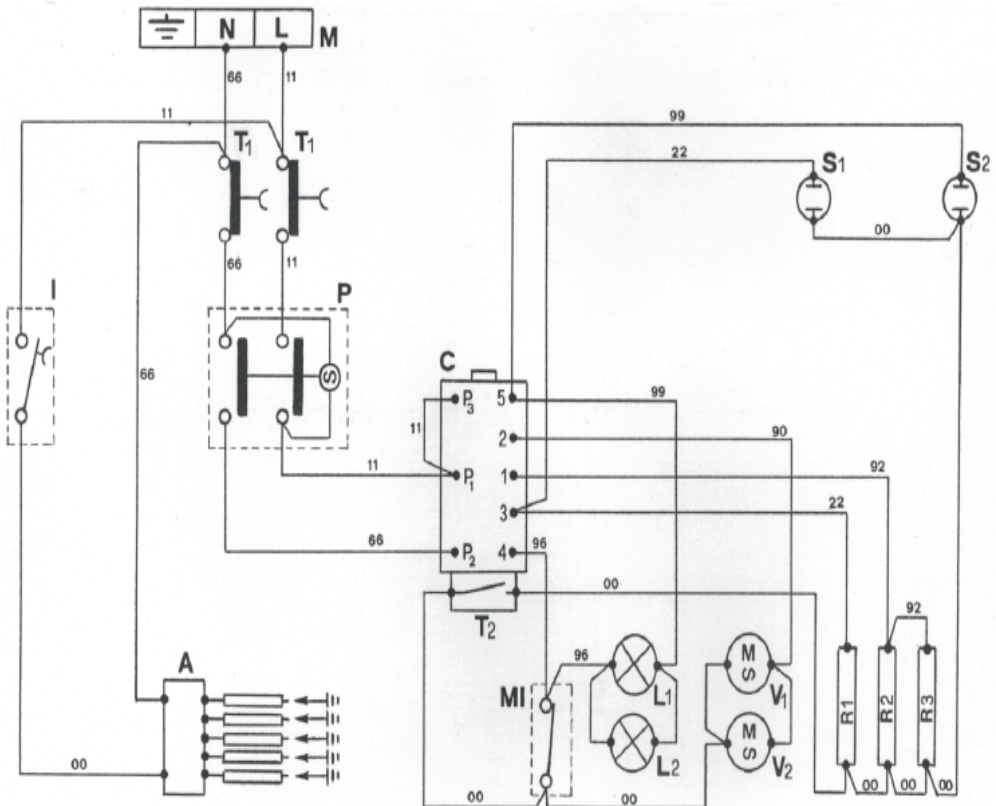 N L M
66 11
11
T1 T1
99
22
S1 S2
00
66 11
I P
S
66
C
P3 5
99
11
2
90
11 P1 1
92
3
22
66 P2 4 96
00
T2
92
A
96
MI L1 V1
M S
R1 R2 R3
L2 V2
M S
00
00 00
00 00 00